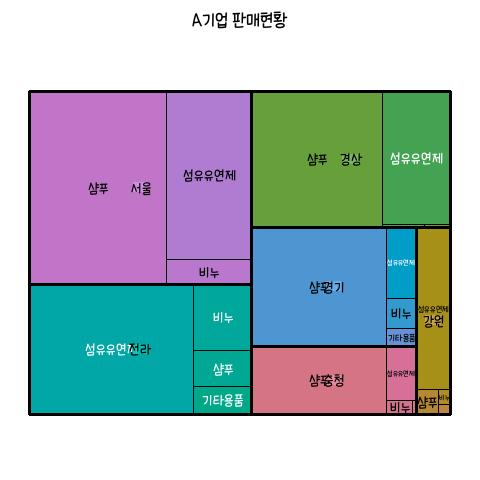 A기업 판매현황
샴푸 서울
섬유유연제
비누
샴푸 경상
섬유유연제
섬유유연제 전라
비누
샴푸
기타용품
샴푸 경기
섬유유연제
비누
기타용품
섬유유연제
강원
샴푸
비누
샴푸 충청
섬유유연제
비누